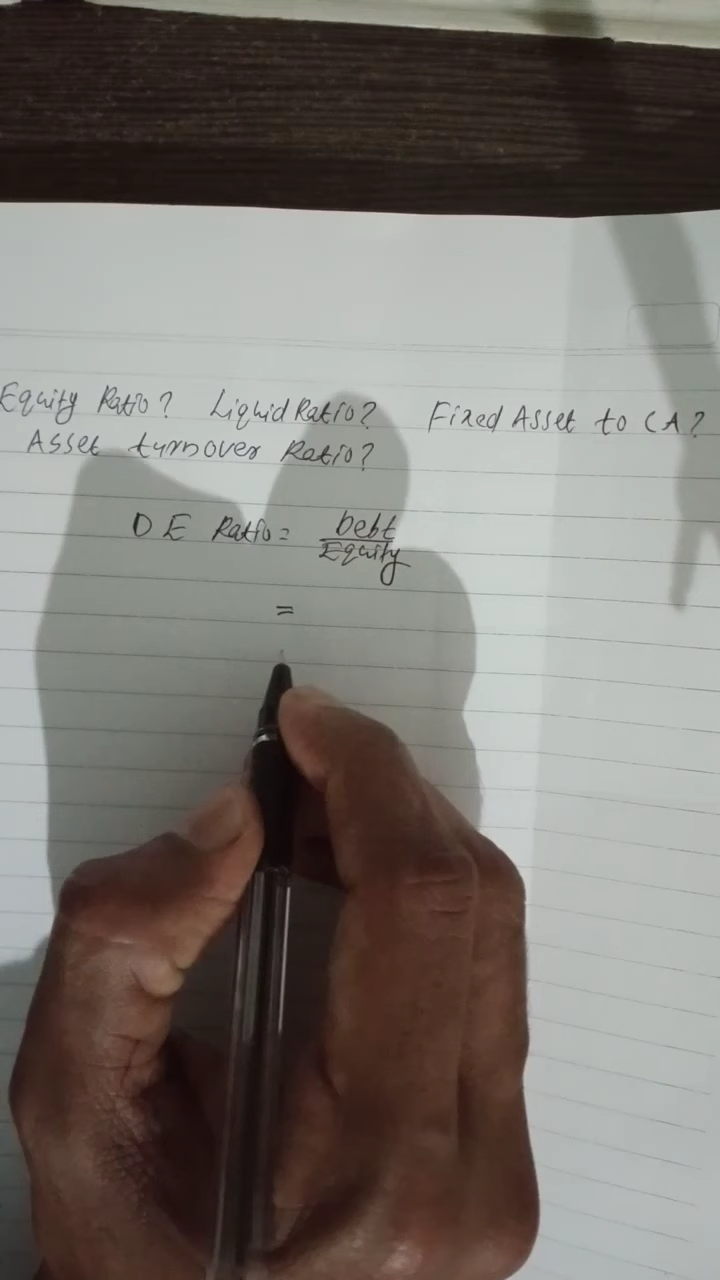 Equity Ratio? Liquid Ratio? Fixed Asset to CA?
Asset turnover Ratio?
DE Ratio = Debt / Equity
=